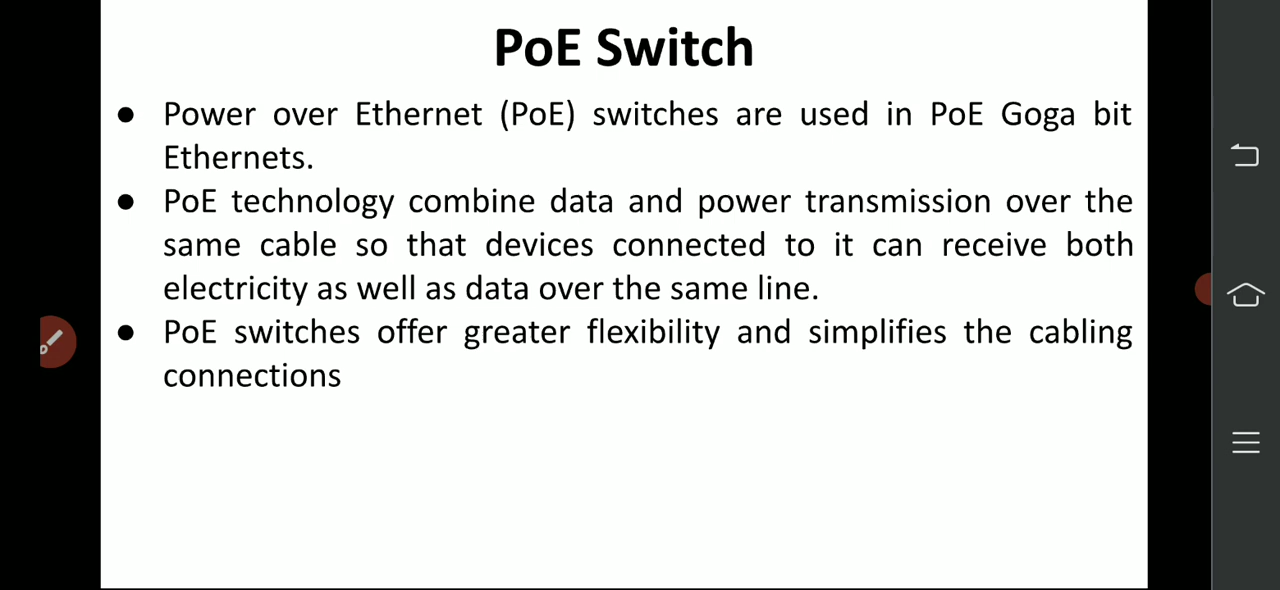 PoE Switch
● Power over Ethernet (PoE) switches are used in PoE Goga bit
Ethernets.
● PoE technology combine data and power transmission over the
same cable so that devices connected to it can receive both
electricity as well as data over the same line.
● PoE switches offer greater flexibility and simplifies the cabling
connections